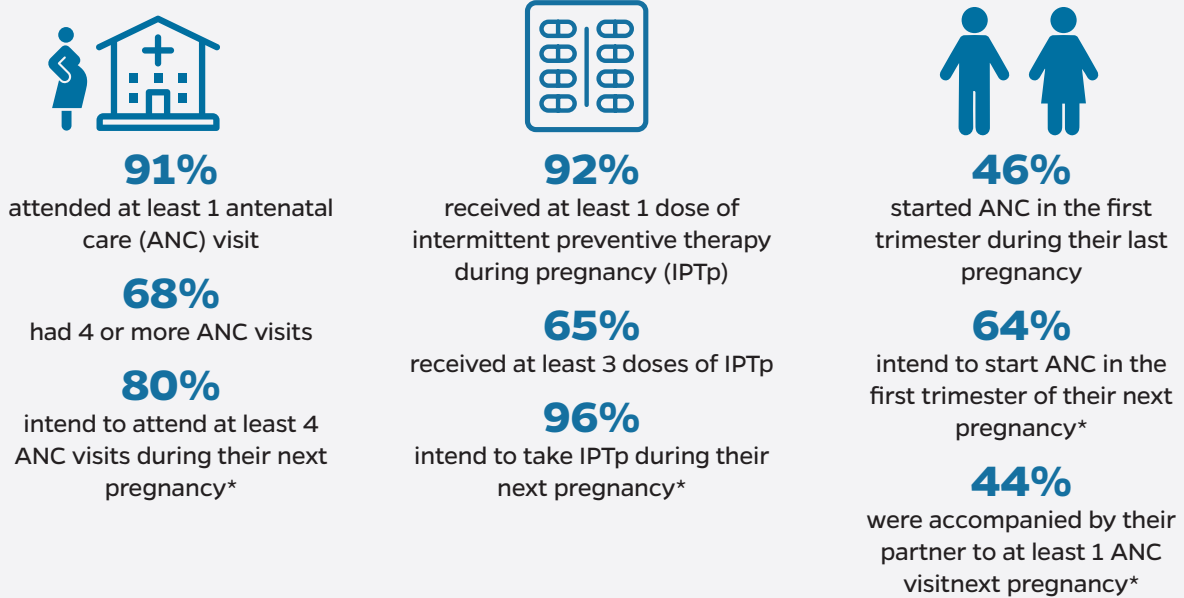 91%
attended at least 1 antenatal
care (ANC) visit
68%
had 4 or more ANC visits
80%
intend to attend at least 4
ANC visits during their next
pregnancy*
92%
received at least 1 dose of
intermittent preventive therapy
during pregnancy (IPTp)
65%
received at least 3 doses of IPTp
96%
intend to take IPTp during their
next pregnancy*
46%
started ANC in the first
trimester during their last
pregnancy
64%
intend to start ANC in the
first trimester of their next
pregnancy*
44%
were accompanied by their
partner to at least 1 ANC
visitnext pregnancy*